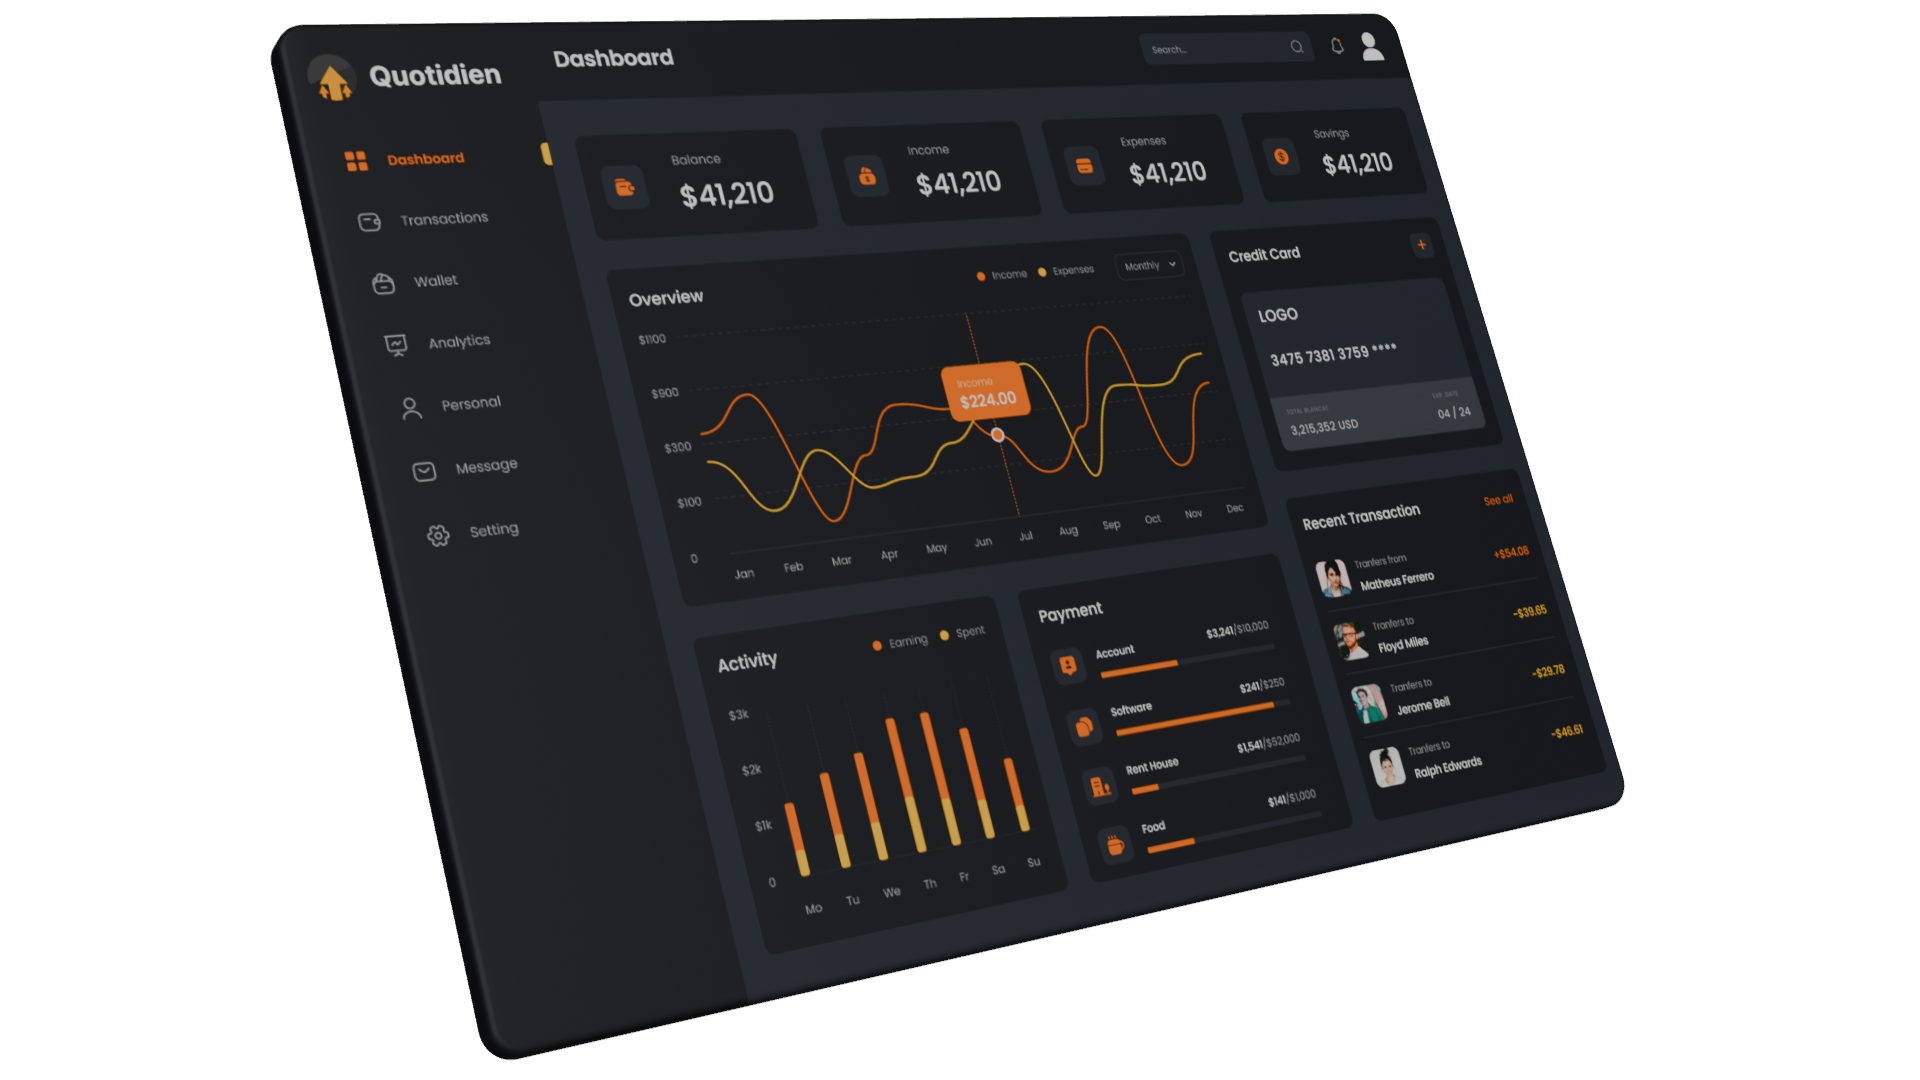 Quotidien
Dashboard
Search...
Dashboard
Transactions
Wallet
Analytics
Personal
Message
Setting
Balance
$41,210
Income
$41,210
Expenses
$41,210
Savings
$41,210
Overview
Income
Expenses
Monthly
$1100
$900
$300
$100
0
Income
$224.00
Jan
Feb
Mar
Apr
May
Jun
Jul
Aug
Sep
Oct
Nov
Dec
Credit Card
+
LOGO
3475 7381 3759 ****
TOTAL BLANCAE
3,215,352 USD
EXP. DATE
04 / 24
Activity
Earning
Spent
$3k
$2k
$1k
0
Mo
Tu
We
Th
Fr
Sa
Su
Payment
Account
$3,241/$10,000
Software
$241/$250
Rent House
$1,541/$52,000
Food
$141/$1,000
Recent Transaction
See all
Tranfers from
Matheus Ferrero
+$54.08
Tranfers to
Floyd Miles
-$39.65
Tranfers to
Jerome Bell
-$29.78
Tranfers to
Ralph Edwards
-$46.61